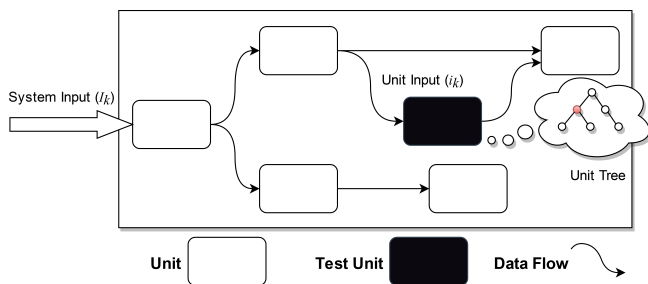 System Input (I_k)
Unit Input (i_k)
Unit Tree
Unit
Test Unit
Data Flow